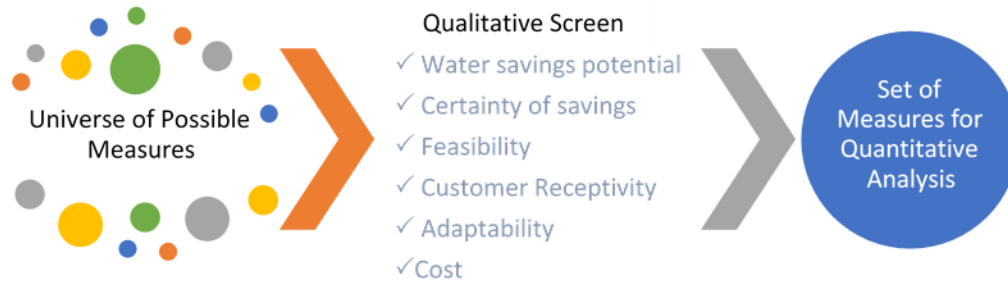 Universe of Possible
Measures
Qualitative Screen
✓ Water savings potential
✓ Certainty of savings
✓ Feasibility
✓ Customer Receptivity
✓ Adaptability
✓Cost
Set of
Measures for
Quantitative
Analysis